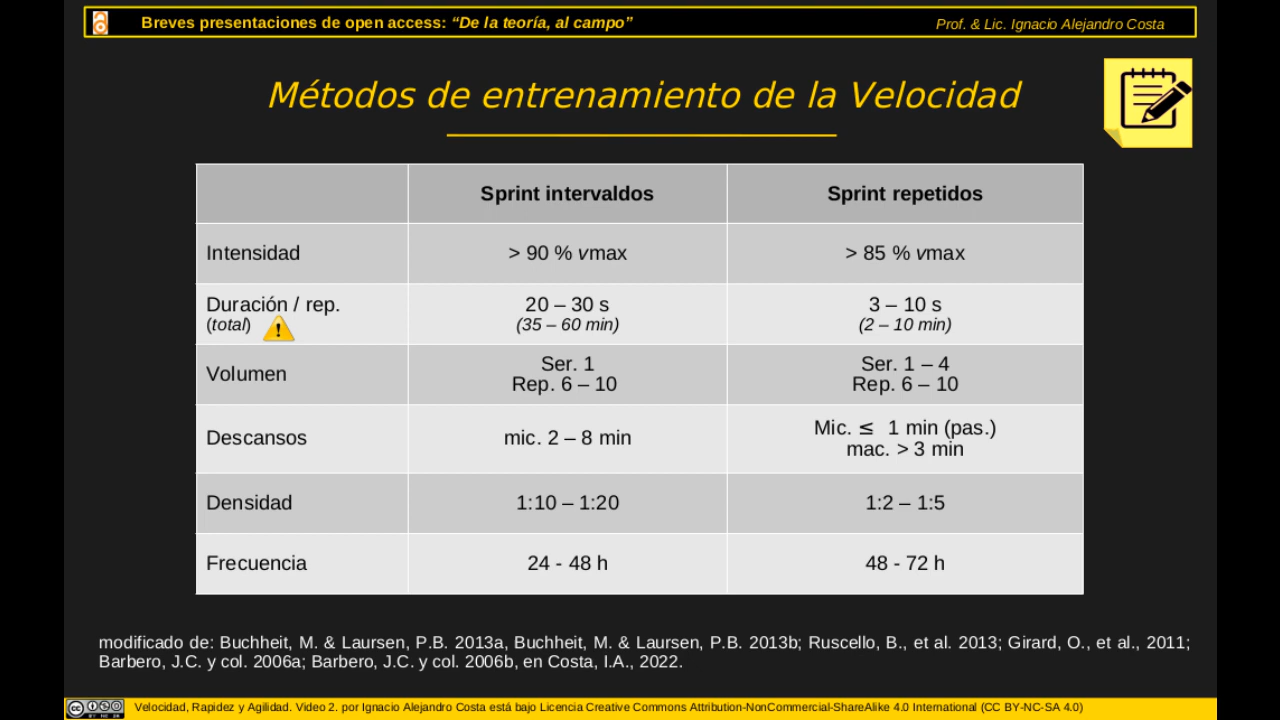 Breves presentaciones de open access: “De la teoría, al campo”
Prof. & Lic. Ignacio Alejandro Costa
Métodos de entrenamiento de la Velocidad
Sprint intervaldos
Sprint repetidos
Intensidad
> 90 % vmax
> 85 % vmax
Duración / rep.
(total)
20 – 30 s
(35 – 60 min)
3 – 10 s
(2 – 10 min)
Volumen
Ser. 1
Rep. 6 – 10
Ser. 1 – 4
Rep. 6 – 10
Descansos
mic. 2 – 8 min
Mic. ≤ 1 min (pas.)
mac. > 3 min
Densidad
1:10 – 1:20
1:2 – 1:5
Frecuencia
24 - 48 h
48 - 72 h
modificado de: Buchheit, M. & Laursen, P.B. 2013a, Buchheit, M. & Laursen, P.B. 2013b; Ruscello, B., et al. 2013; Girard, O., et al., 2011;
Barbero, J.C. y col. 2006a; Barbero, J.C. y col. 2006b, en Costa, I.A., 2022.
cc BY NC SA
Velocidad, Rapidez y Agilidad. Video 2. por Ignacio Alejandro Costa está bajo Licencia Creative Commons Attribution-NonCommercial-ShareAlike 4.0 International (CC BY-NC-SA 4.0)